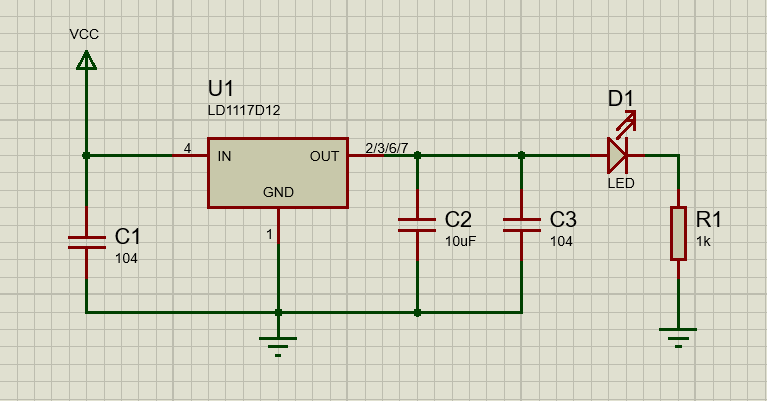 VCC
U1
LD1117D12
4
IN
OUT
2/3/6/7
GND
1
C1
104
C2
10uF
C3
104
D1
LED
R1
1k